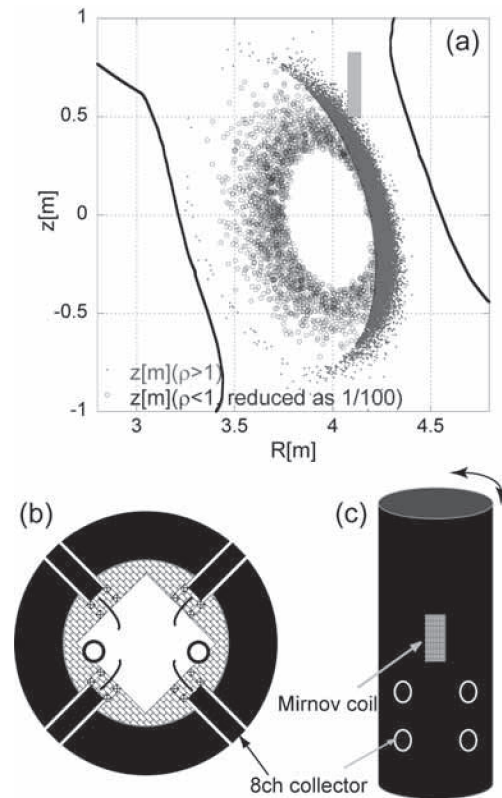 (a)
1
0.5
0
-0.5
-1
z[m]
z[m](ρ>1)
z[m](ρ<1, reduced as 1/100)
3
3.5
4
4.5
R[m]
(b)
(c)
Mirnov coil
8ch collector